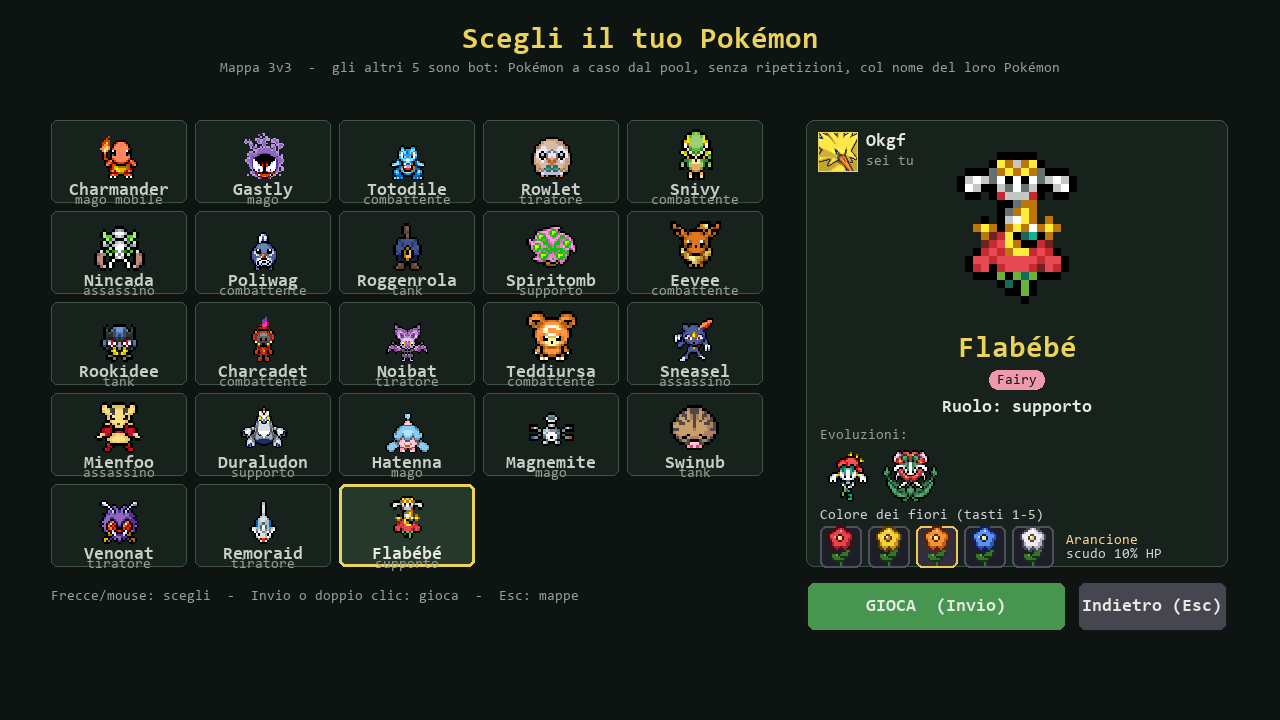 Scegli il tuo Pokémon
Mappa 3v3  -  gli altri 5 sono bot: Pokémon a caso dal pool, senza ripetizioni, col nome del loro Pokémon
Charmander
mago mobile
Gastly
mago
Totodile
combattente
Rowlet
tiratore
Snivy
combattente
Nincada
assassino
Poliwag
combattente
Roggenrola
tank
Spiritomb
supporto
Eevee
combattente
Rookidee
tank
Charcadet
combattente
Noibat
tiratore
Teddiursa
combattente
Sneasel
assassino
Mienfoo
assassino
Duraludon
supporto
Hatenna
mago
Magnemite
mago
Swinub
tank
Venonat
tiratore
Remoraid
tiratore
Flabébé
supporto
Frecce/mouse: scegli  -  Invio o doppio clic: gioca  -  Esc: mappe
Okgf
sei tu
Flabébé
Fairy
Ruolo: supporto
Evoluzioni:
Colore dei fiori (tasti 1-5)
Arancione
scudo 10% HP
GIOCA  (Invio)
Indietro (Esc)